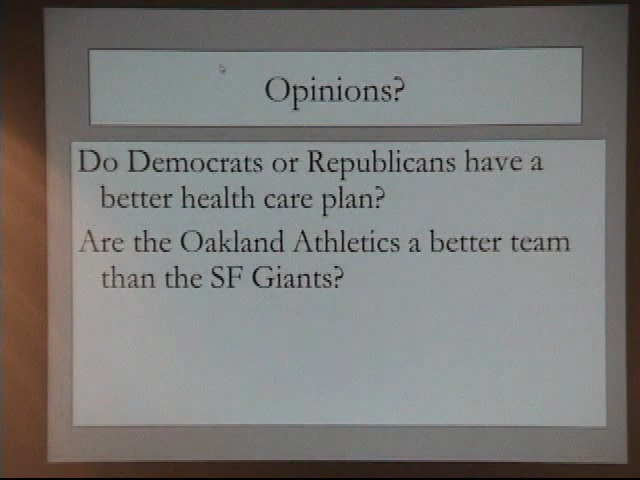 Opinions?
Do Democrats or Republicans have a
better health care plan?
Are the Oakland Athletics a better team
than the SF Giants?